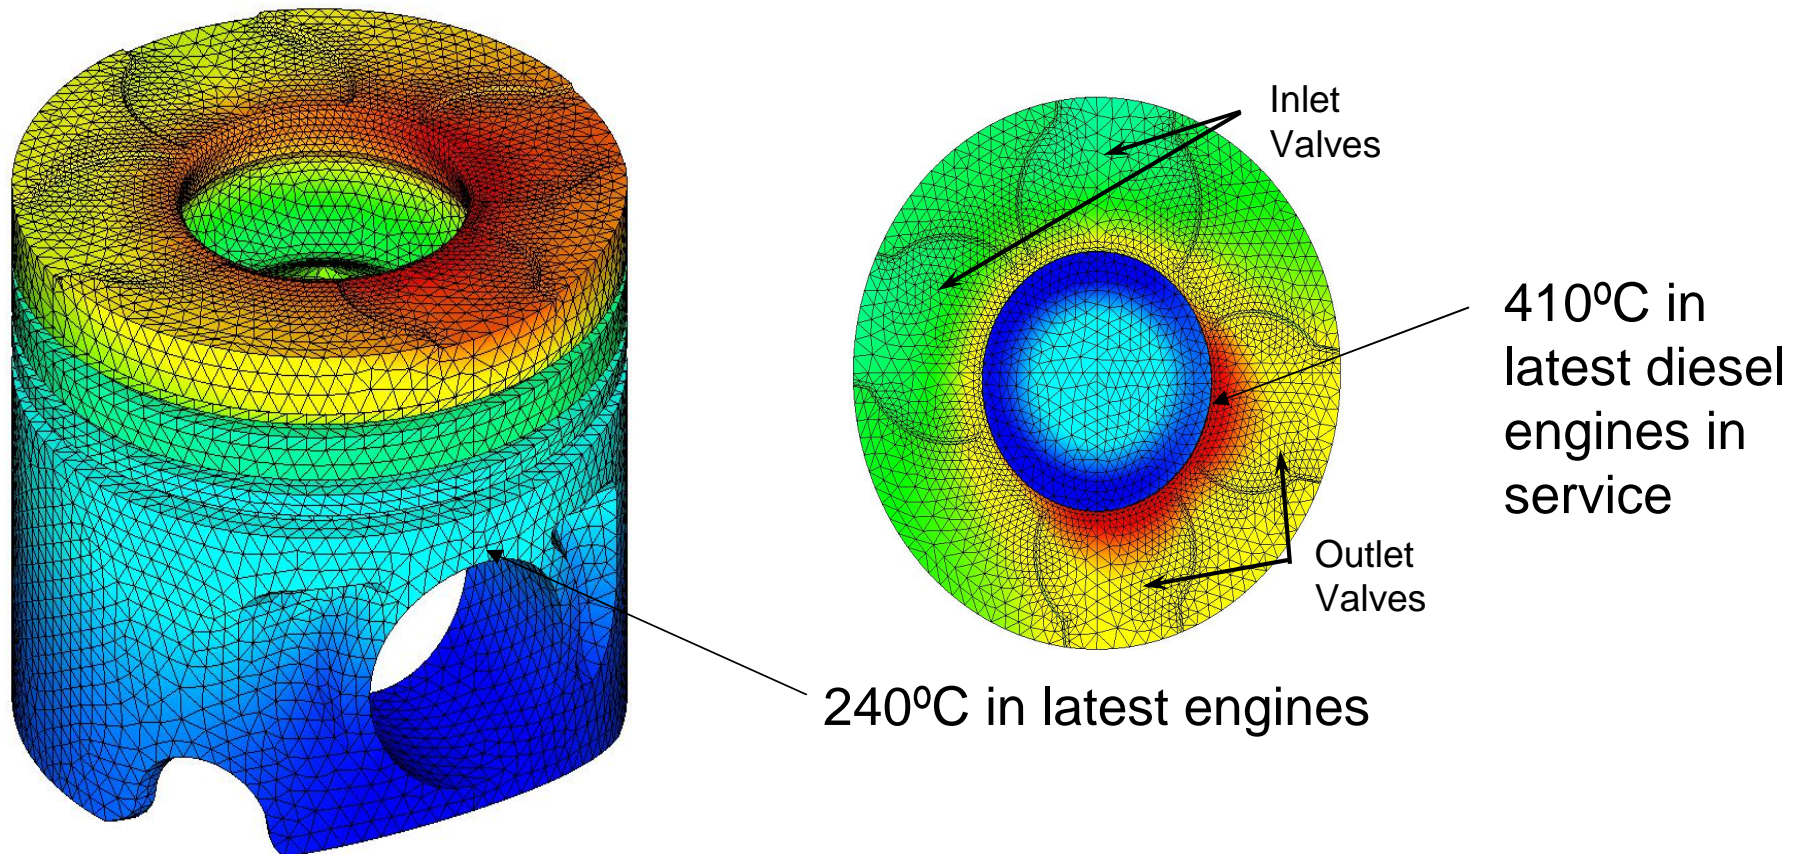 Inlet
Valves
410ºC in
latest diesel
engines in
service
Outlet
Valves
240ºC in latest engines